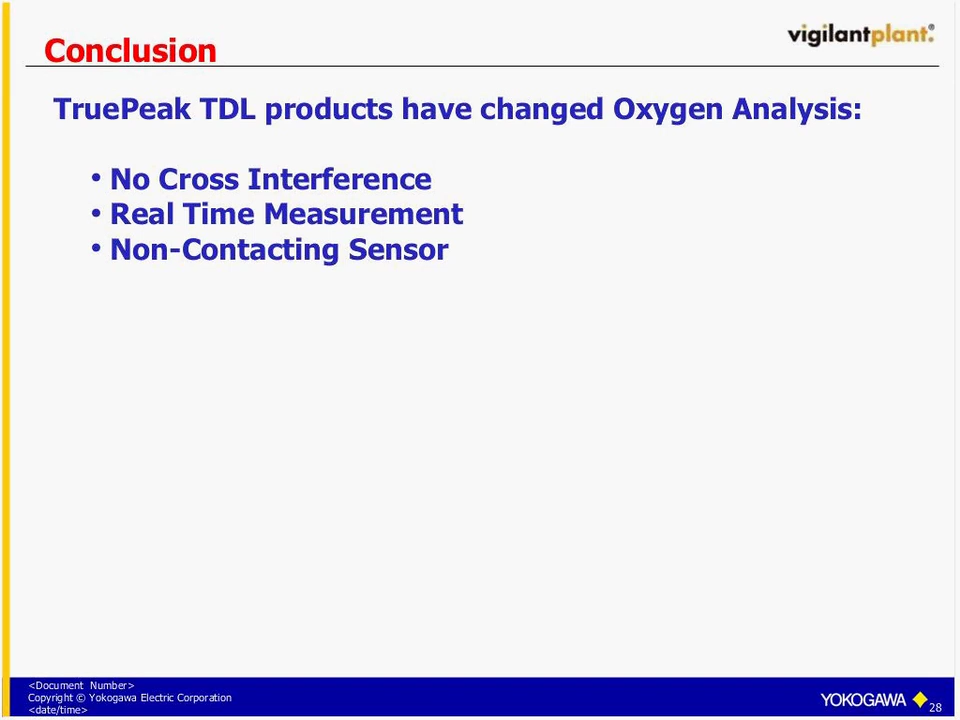 Conclusion
vigilantplant.®
TruePeak TDL products have changed Oxygen Analysis:
• No Cross Interference
• Real Time Measurement
• Non-Contacting Sensor
<Document Number>
Copyright © Yokogawa Electric Corporation
<date/time>
YOKOGAWA
28